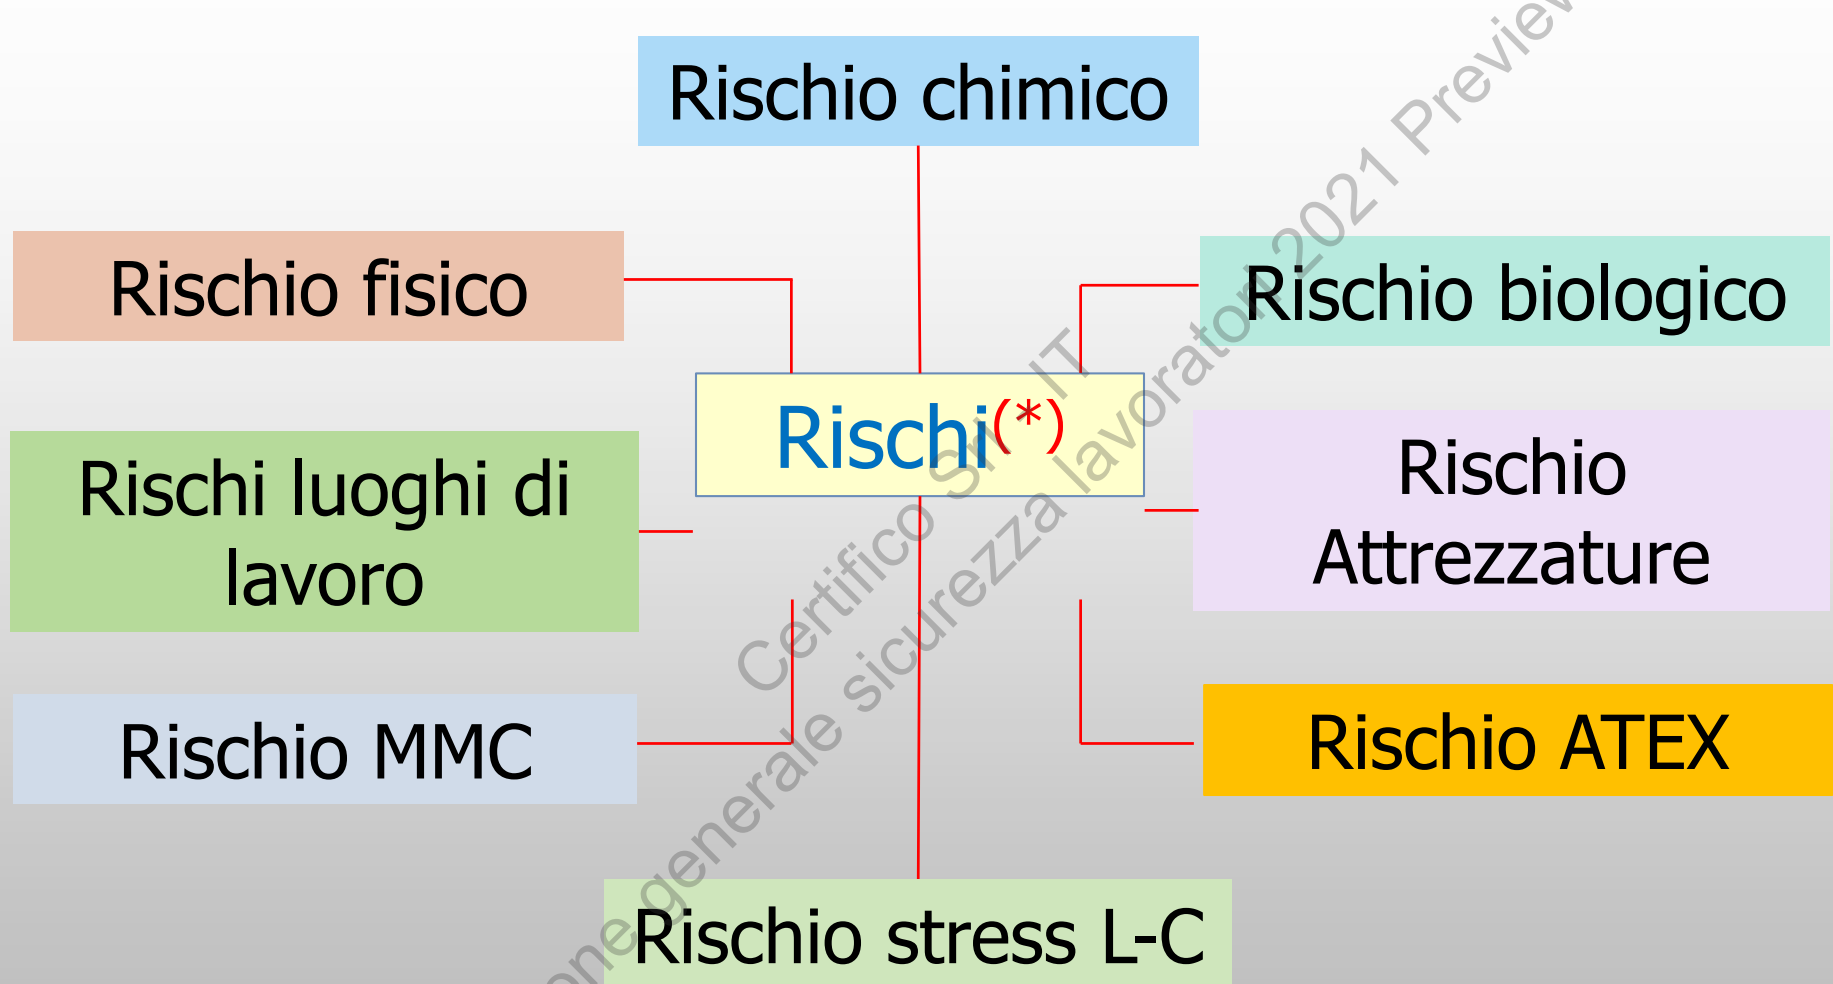 Rischio chimico
Rischio fisico
Rischio biologico
Rischi(*)
Rischi luoghi di
lavoro
Rischio
Attrezzature
Rischio MMC
Rischio ATEX
Rischio stress L-C
Certifico Srl IT
generale sicurezza lavoratori 2021